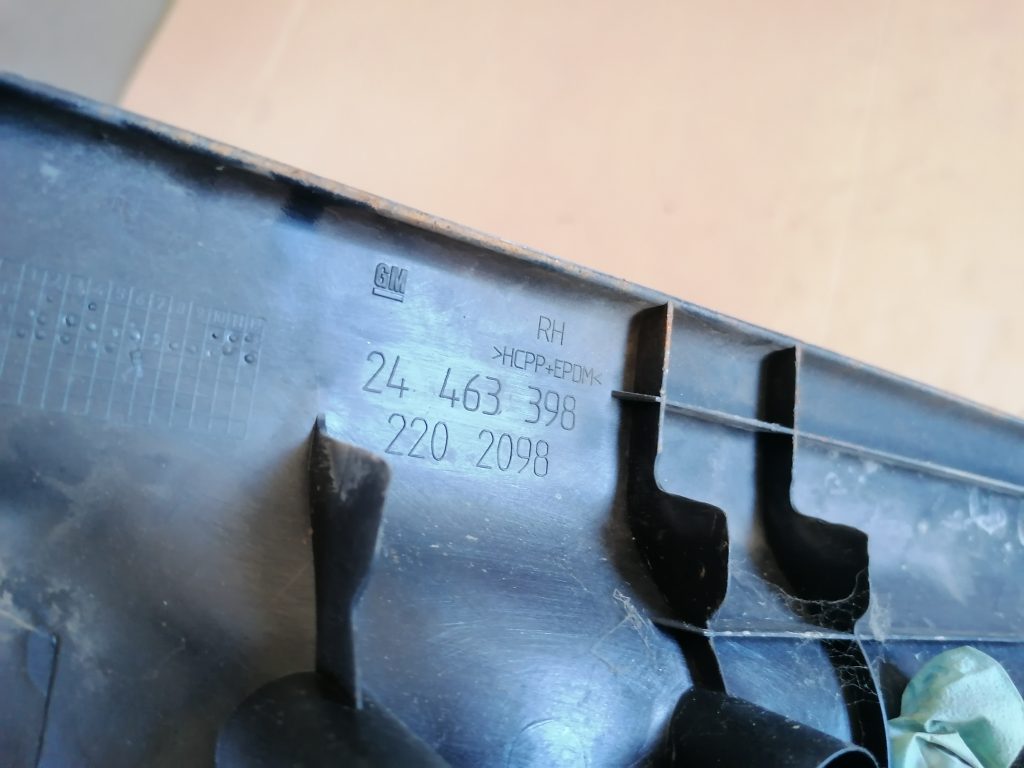 GM
RH
>HCPP+EPDM<
24 463 398
220 2098